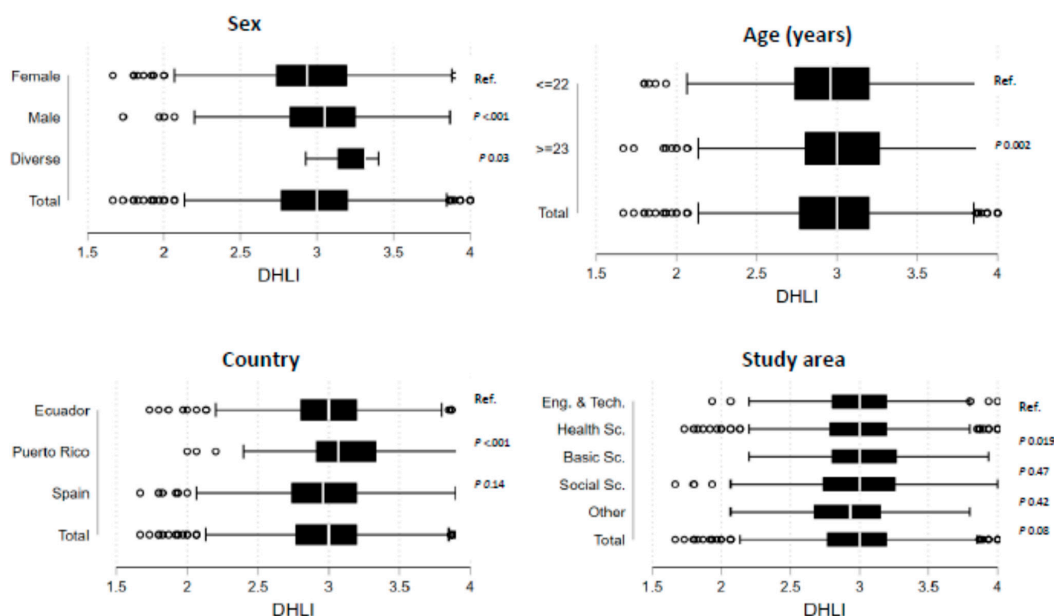 Sex
Female
Ref.
Male
P <.001
Diverse
P 0.03
Total
1.5 2 2.5 3 3.5 4
DHLI
Age (years)
<=22
Ref.
>=23
P 0.002
Total
1.5 2 2.5 3 3.5 4
DHLI
Country
Ecuador
Ref.
Puerto Rico
P <.001
Spain
P 0.14
Total
1.5 2 2.5 3 3.5 4
DHLI
Study area
Eng. & Tech.
Ref.
Health Sc.
P 0.019
Basic Sc.
P 0.47
Social Sc.
P 0.42
Other
P 0.08
Total
1.5 2 2.5 3 3.5 4
DHLI